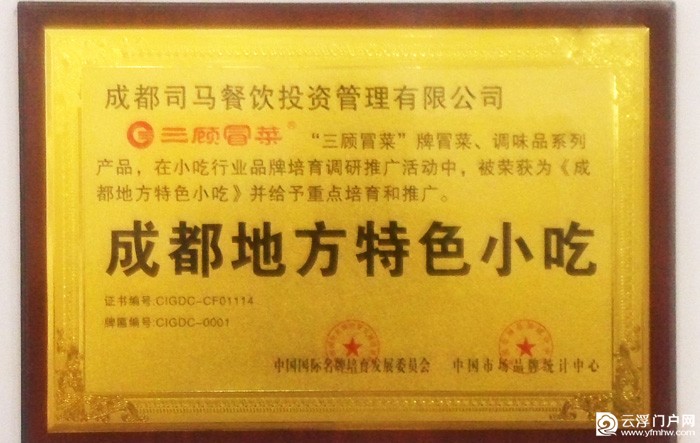 成都司马餐饮投资管理有限公司
三顾冒菜® “三顾冒菜”牌冒菜、调味品系列
产品，在小吃行业品牌培育调研推广活动中，被荣获为《成
都地方特色小吃》并给予重点培育和推广。
成都地方特色小吃
证书编号:CIGDC-CF01114
牌匾编号:CIGDC-0001
中国国际名牌培育发展委员会 中国市场品牌统计中心
云浮门户网
www.yfmhw.com